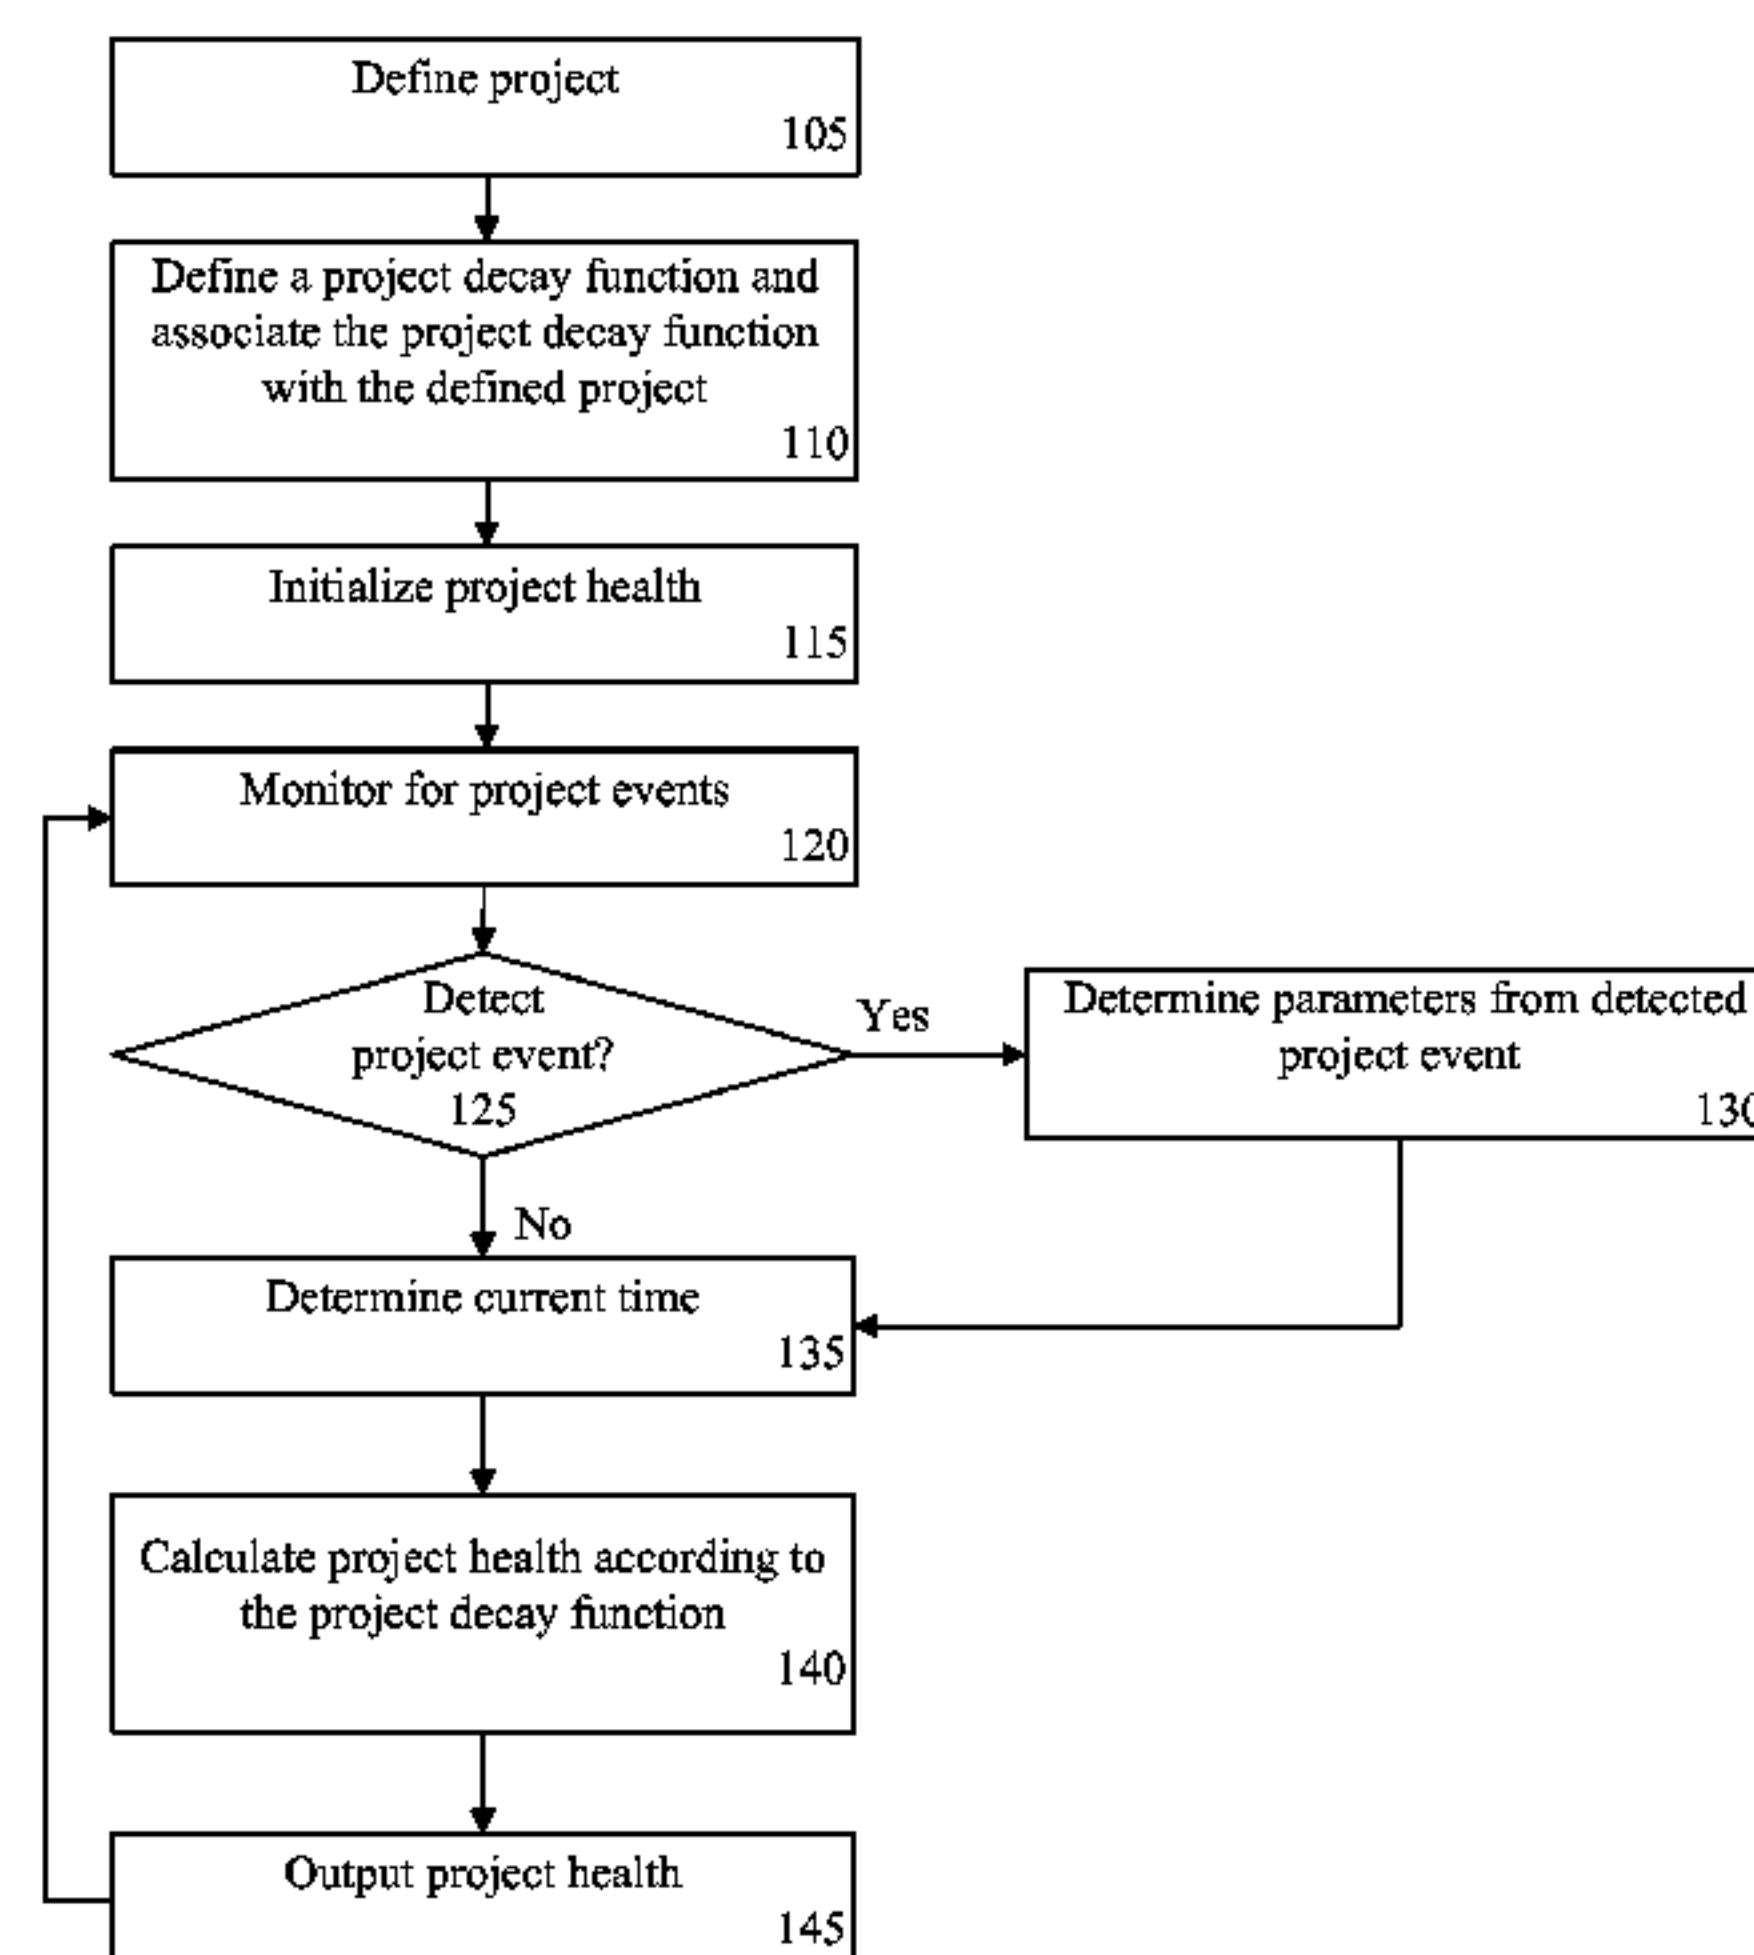 Define project
105
Define a project decay function and
associate the project decay function
with the defined project
110
Initialize project health
115
Monitor for project events
120
Detect
project event?
125
Yes
Determine parameters from detected
project event
130
No
Determine current time
135
Calculate project health according to
the project decay function
140
Output project health
145